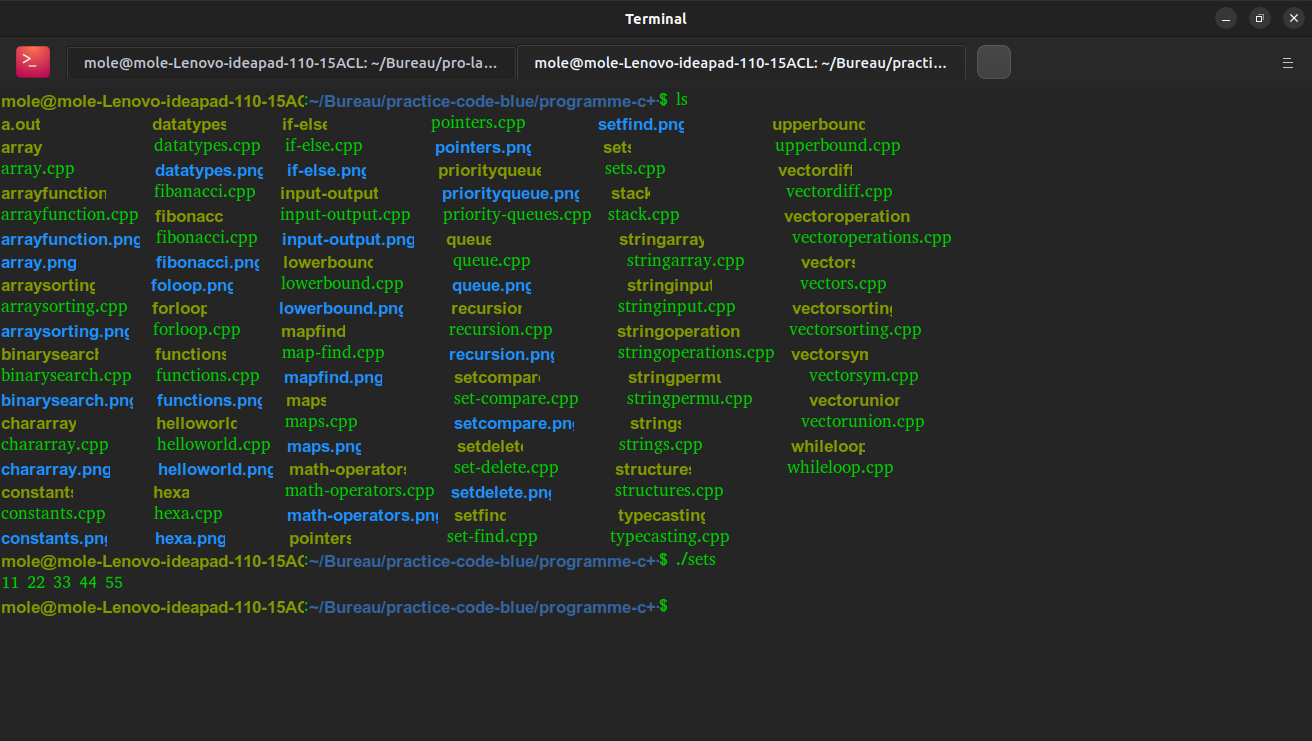 Terminal
>_
mole@mole-Lenovo-ideapad-110-15ACL: ~/Bureau/pro-la... mole@mole-Lenovo-ideapad-110-15ACL: ~/Bureau/practi...
mole@mole-Lenovo-ideapad-110-15AC:~/Bureau/practice-code-blue/programme-c+$ ls
a.out datatypes if-else pointers.cpp setfind.png upperbound
array datatypes.cpp if-else.cpp pointers.png sets upperbound.cpp
array.cpp datatypes.png if-else.png priorityqueue sets.cpp vectordiff
arrayfunction fibanacci.cpp input-output priorityqueue.png stack vectordiff.cpp
arrayfunction.cpp fibonacc input-output.cpp priority-queues.cpp stack.cpp vectoroperation
arrayfunction.png fibonacci.cpp input-output.png queue stringarray vectoroperations.cpp
array.png fibonacci.png lowerbound queue.cpp stringarray.cpp vectors
arraysorting foloop.png lowerbound.cpp queue.png stringinput vectors.cpp
arraysorting.cpp forloop lowerbound.png recursion stringinput.cpp vectorsorting
arraysorting.png forloop.cpp mapfind recursion.cpp stringoperation vectorsorting.cpp
binarysearch functions map-find.cpp recursion.png stringoperations.cpp vectorsyn
binarysearch.cpp functions.cpp mapfind.png setcompare stringpermu vectorsym.cpp
binarysearch.png functions.png maps set-compare.cpp stringpermu.cpp vectorunion
chararray helloworld maps.cpp setcompare.png strings vectorunion.cpp
chararray.cpp helloworld.cpp maps.png setdelete strings.cpp whileloop
chararray.png helloworld.png math-operators set-delete.cpp structures whileloop.cpp
constants hexa math-operators.cpp setdelete.png structures.cpp
constants.cpp hexa.cpp math-operators.png setfind typecasting
constants.png hexa.png pointers set-find.cpp typecasting.cpp
mole@mole-Lenovo-ideapad-110-15AC:~/Bureau/practice-code-blue/programme-c+$ ./sets
11 22 33 44 55
mole@mole-Lenovo-ideapad-110-15AC:~/Bureau/practice-code-blue/programme-c+$